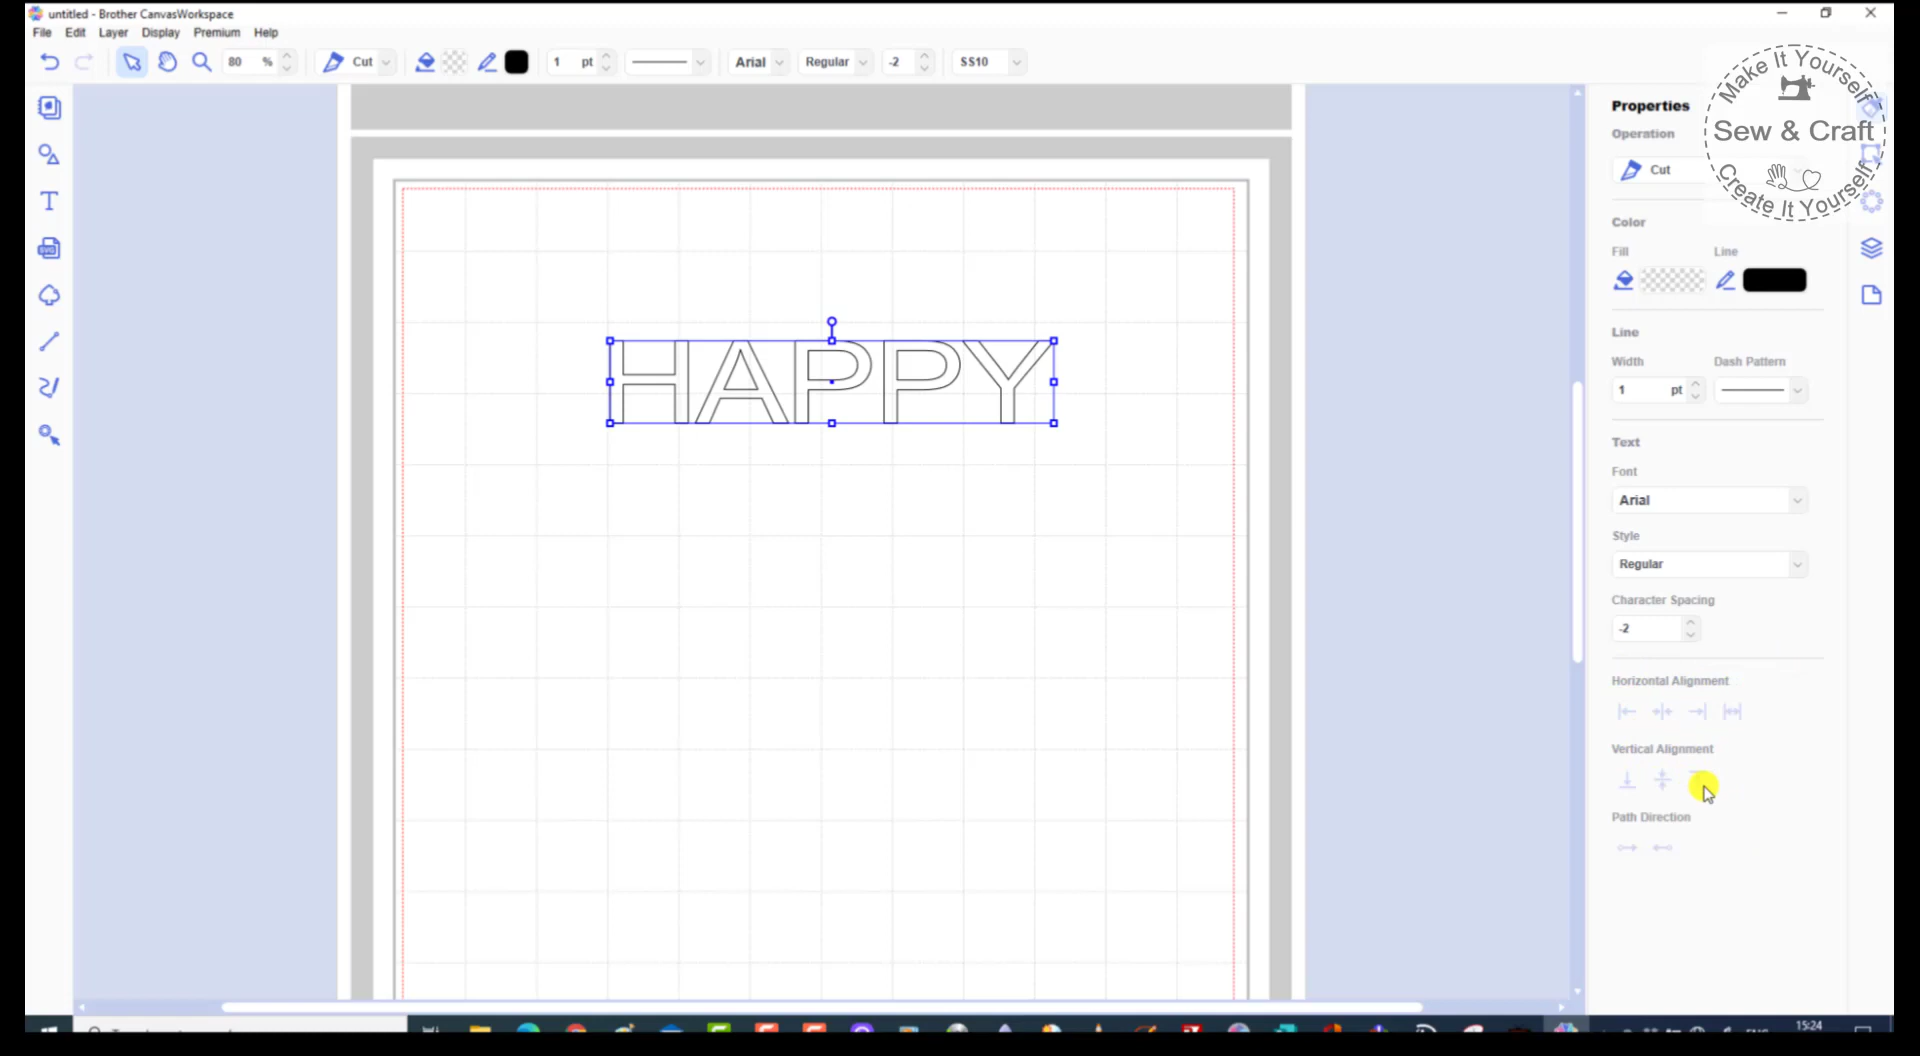 untitled - Brother CanvasWorkspace
File Edit Layer Display Premium Help
80 % Cut 1 pt Arial Regular -2 SS10
Make It Yourself
Sew & Craft
Create It Yourself
Properties
Operation
Cut
Color
Fill Line
Line
Width Dash Pattern
1 pt
HAPPY
Text
Font
Arial
Style
Regular
Character Spacing
-2
Horizontal Alignment
Vertical Alignment
Path Direction
SVG
15:24